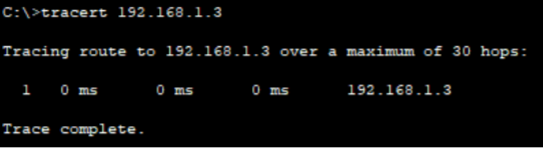 C:\>tracert 192.168.1.3
Tracing route to 192.168.1.3 over a maximum of 30 hops:
1 0 ms 0 ms 0 ms 192.168.1.3
Trace complete.